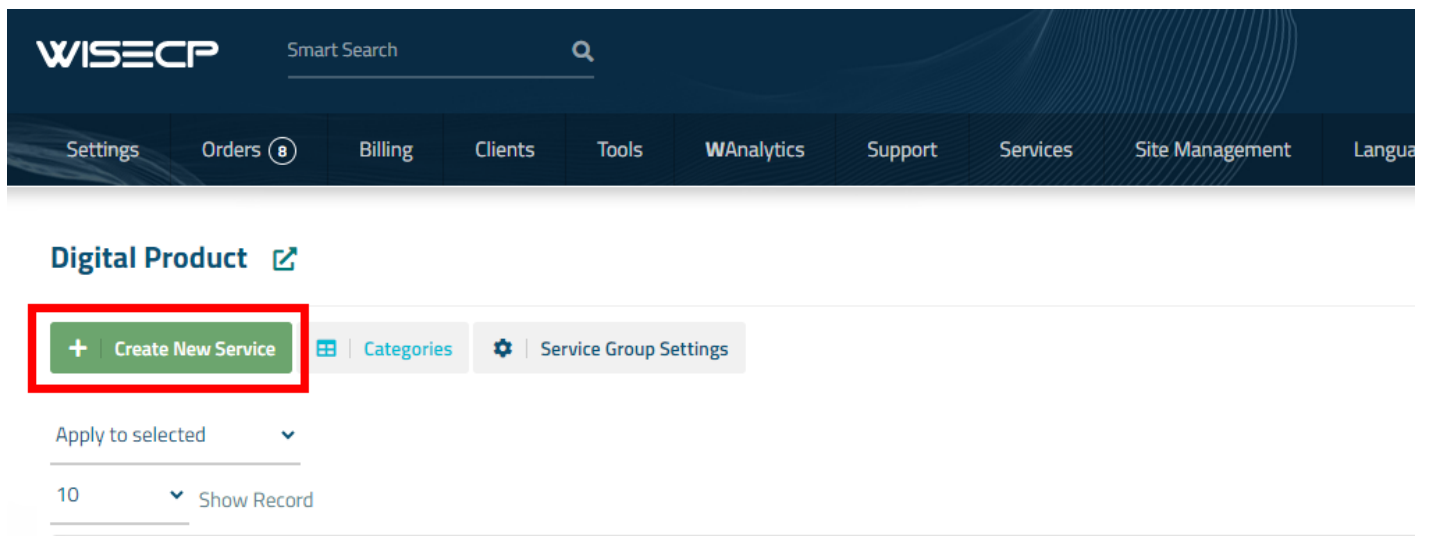 WISECP Smart Search
Settings Orders 8 Billing Clients Tools WAnalytics Support Services Site Management Langua
Digital Product
+ Create New Service Categories Service Group Settings
Apply to selected
10 Show Record